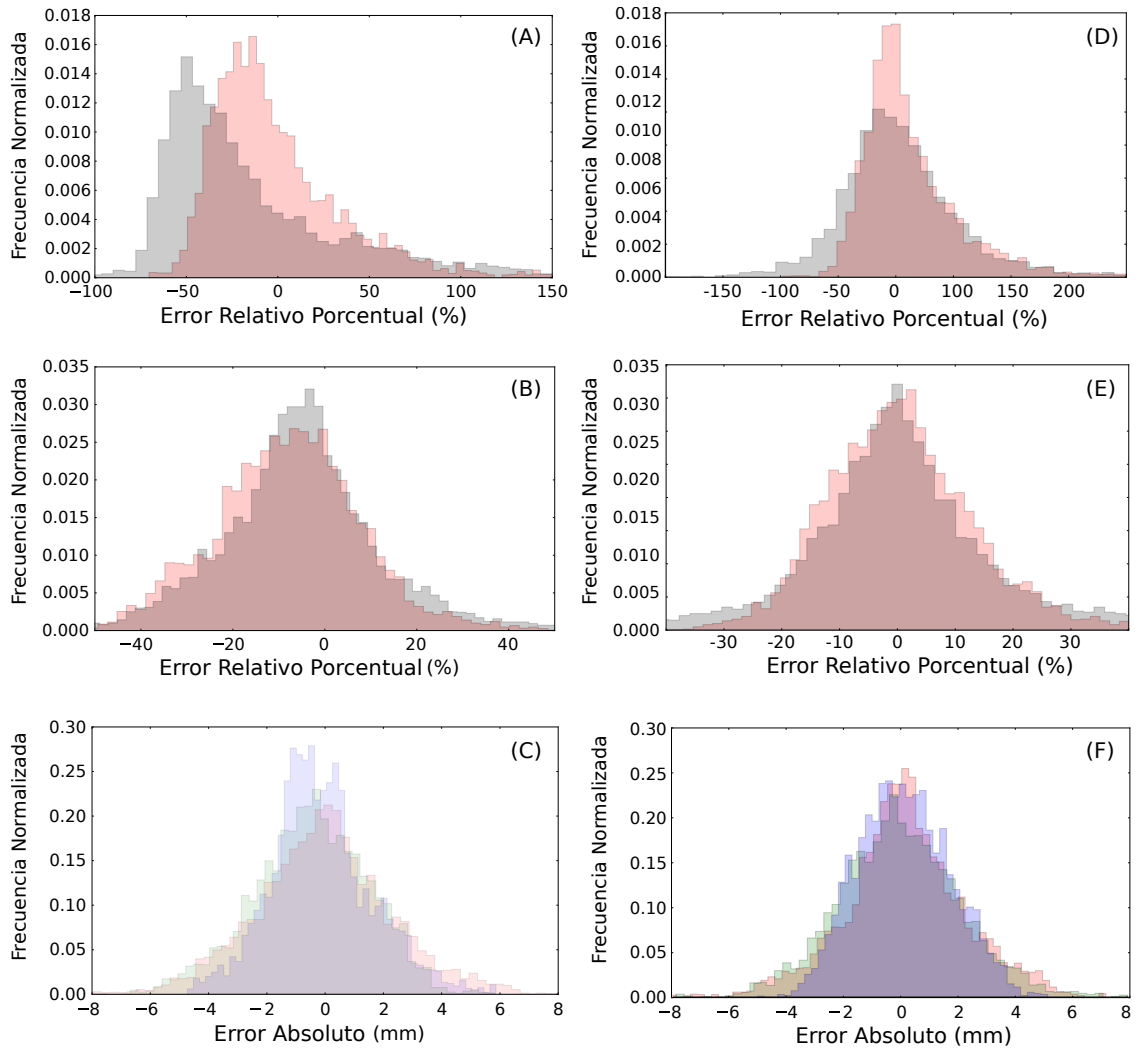 (A)
Frecuencia Normalizada
0.018
0.016
0.014
0.012
0.010
0.008
0.006
0.004
0.002
0.000
−100 −50 0 50 100 150
Error Relativo Porcentual (%)
(D)
Frecuencia Normalizada
0.018
0.016
0.014
0.012
0.010
0.008
0.006
0.004
0.002
0.000
-150 -100 -50 0 50 100 150 200
Error Relativo Porcentual (%)
(B)
Frecuencia Normalizada
0.035
0.030
0.025
0.020
0.015
0.010
0.005
0.000
−40 −20 0 20 40
Error Relativo Porcentual (%)
(E)
Frecuencia Normalizada
0.035
0.030
0.025
0.020
0.015
0.010
0.005
0.000
-30 -20 -10 0 10 20 30
Error Relativo Porcentual (%)
(C)
Frecuencia Normalizada
0.30
0.25
0.20
0.15
0.10
0.05
0.00
−8 −6 −4 −2 0 2 4 6 8
Error Absoluto (mm)
(F)
Frecuencia Normalizada
0.30
0.25
0.20
0.15
0.10
0.05
0.00
−8 −6 −4 −2 0 2 4 6 8
Error Absoluto (mm)